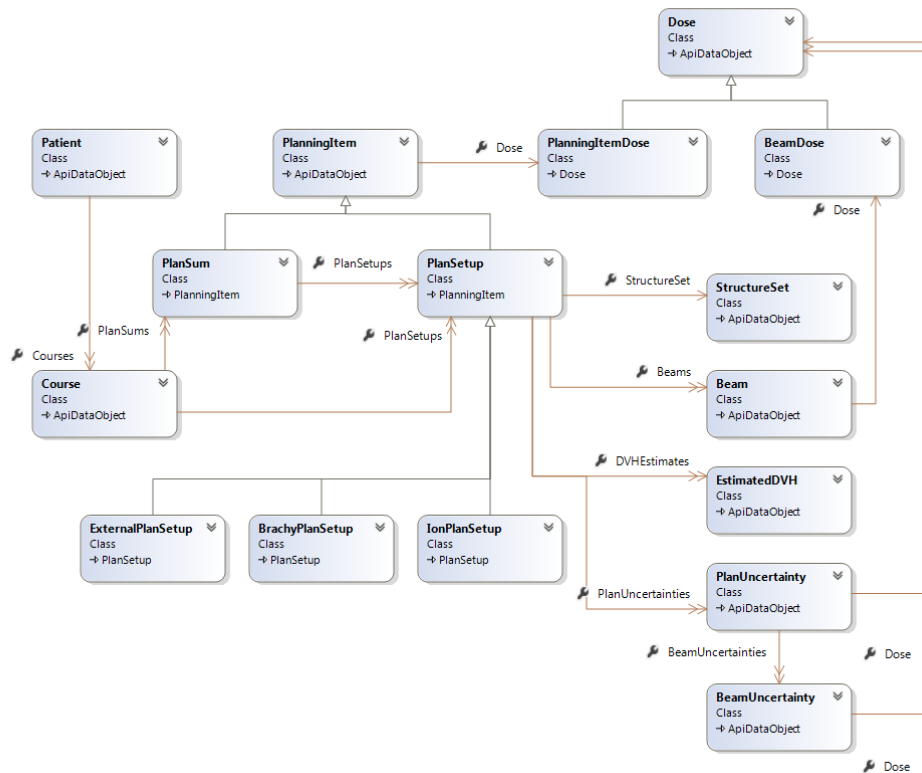 Dose
Class
ApiDataObject
Patient
Class
ApiDataObject
PlanningItem
Class
ApiDataObject
Dose
PlanningItemDose
Class
Dose
BeamDose
Class
Dose
Dose
PlanSum
Class
PlanningItem
PlanSetups
PlanSetup
Class
PlanningItem
StructureSet
StructureSet
Class
ApiDataObject
PlanSums
PlanSetups
Courses
Course
Class
ApiDataObject
Beams
Beam
Class
ApiDataObject
DVHEstimates
EstimatedDVH
Class
ApiDataObject
ExternalPlanSetup
Class
PlanSetup
BrachyPlanSetup
Class
PlanSetup
IonPlanSetup
Class
PlanSetup
PlanUncertainties
PlanUncertainty
Class
ApiDataObject
BeamUncertainties
Dose
BeamUncertainty
Class
ApiDataObject
Dose